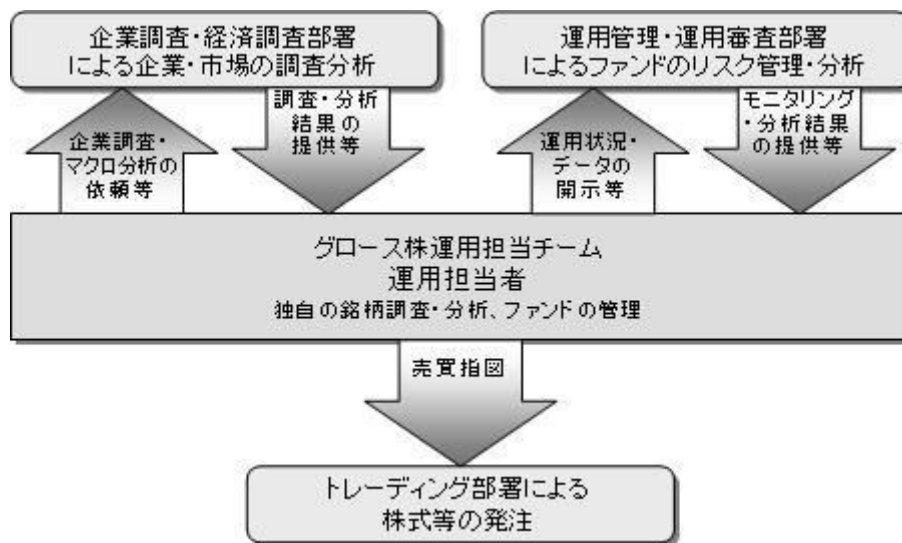 企業調査・経済調査部署
による企業・市場の調査分析
運用管理・運用審査部署
によるファンドのリスク管理・分析
企業調査・
マクロ分析の
依頼等
調査・分析
結果の
提供等
運用状況・
データの
開示等
モニタリング
・分析結果
の提供等
グロース株運用担当チーム
運用担当者
独自の銘柄調査・分析、ファンドの管理
売買指図
トレーディング部署による
株式等の発注